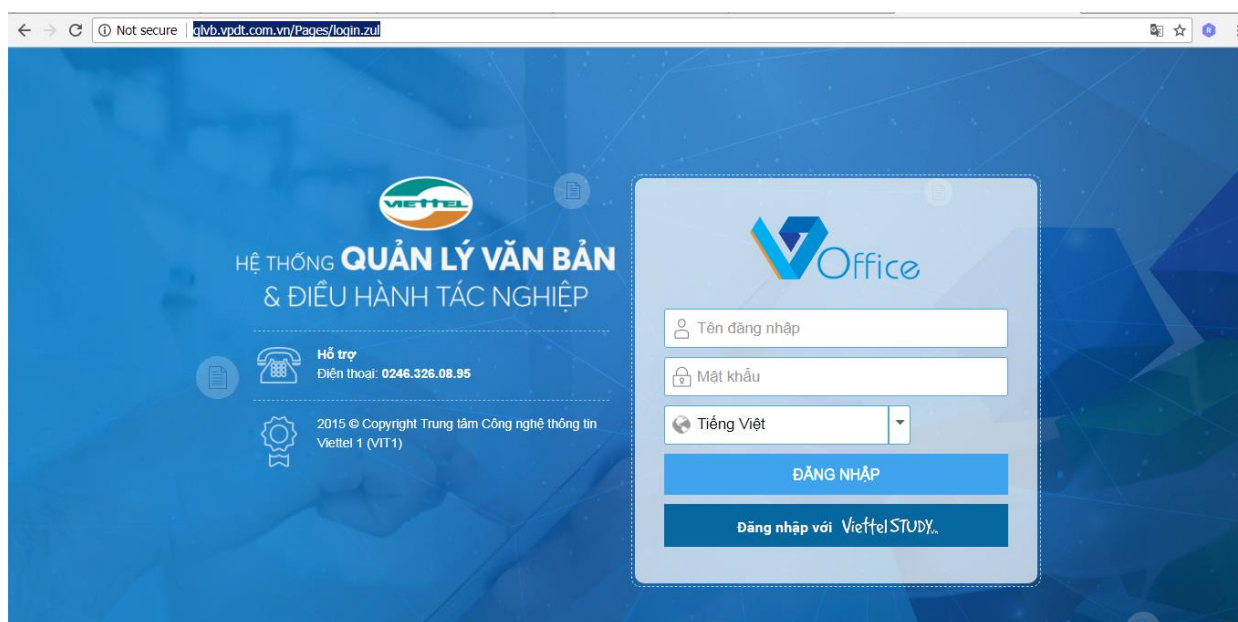 Not secure
qlvb.vpdt.com.vn/Pages/login.zul
VIETTEL
HỆ THỐNG QUẢN LÝ VĂN BẢN
& ĐIỀU HÀNH TÁC NGHIỆP
Hỗ trợ
Điện thoại: 0246.326.08.95
2015 © Copyright Trung tâm Công nghệ thông tin
Viettel 1 (VIT1)
VOffice
Tên đăng nhập
Mật khẩu
Tiếng Việt
ĐĂNG NHẬP
Đăng nhập với ViettelSTUDY.vn